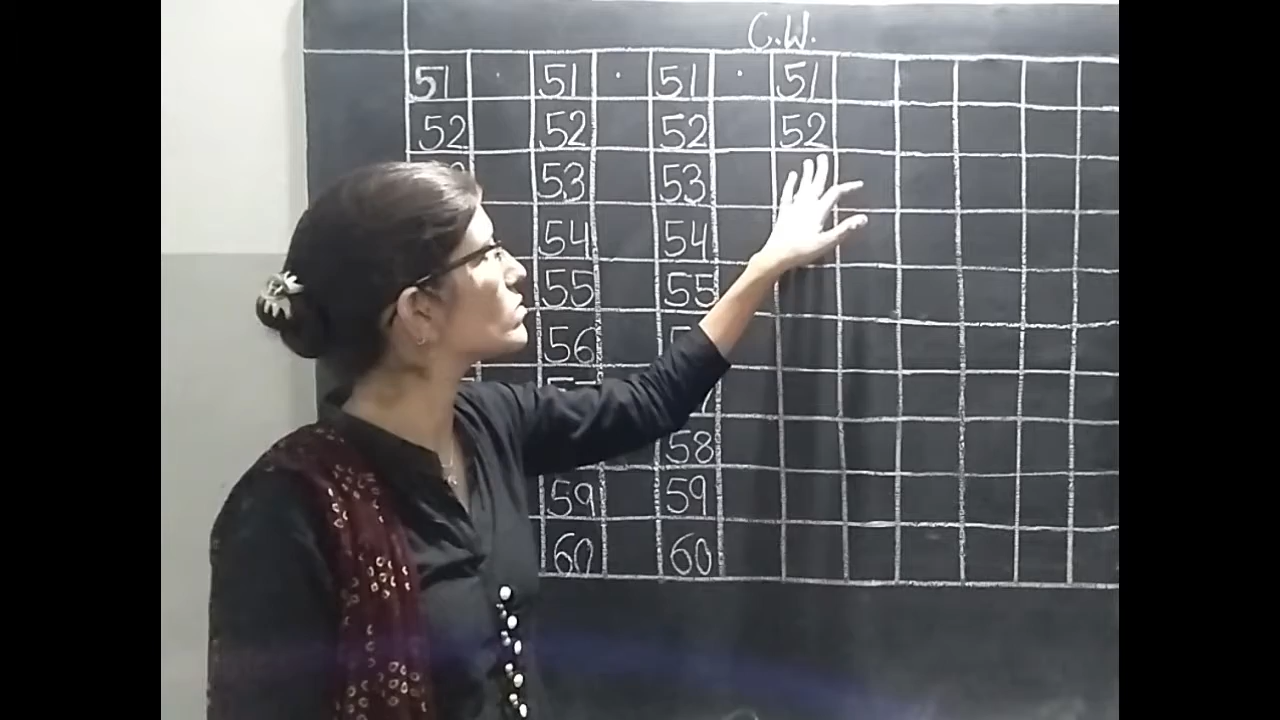 C.W.
51 . 51 . 51 . 51
52 52 52 52
53 53
54 54
55 55
56
58
59 59
60 60